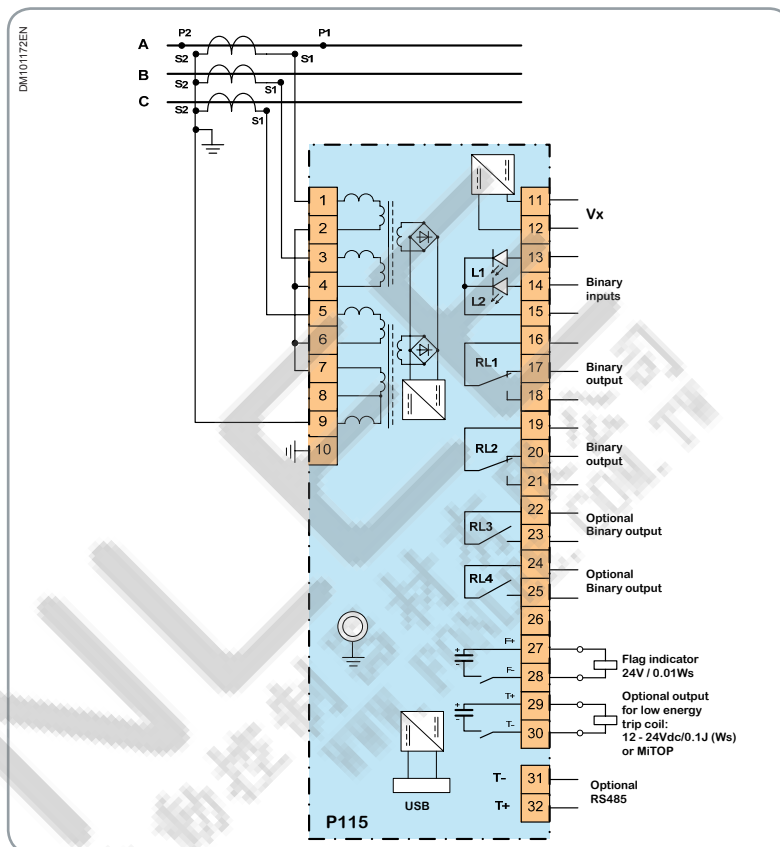 DM101172EN
A P2 P1
S2 S1
B
S2 S1
C
S2 S1
1
2
3
4
5
6
7
8
9
10
11
12
Vx
13
14
15
L1
L2
Binary
inputs
16
17
18
RL1
Binary
output
19
20
21
RL2
Binary
output
22
23
RL3
Optional
Binary output
24
25
RL4
Optional
Binary output
26
F+ 27
F- 28
+
-
Flag indicator
24V / 0.01Ws
T+ 29
T- 30
+
-
Optional output
for low energy
trip coil:
12 - 24Vdc/0.1J (Ws)
or MiTOP
USB
T- 31
T+ 32
Optional
RS485
P115